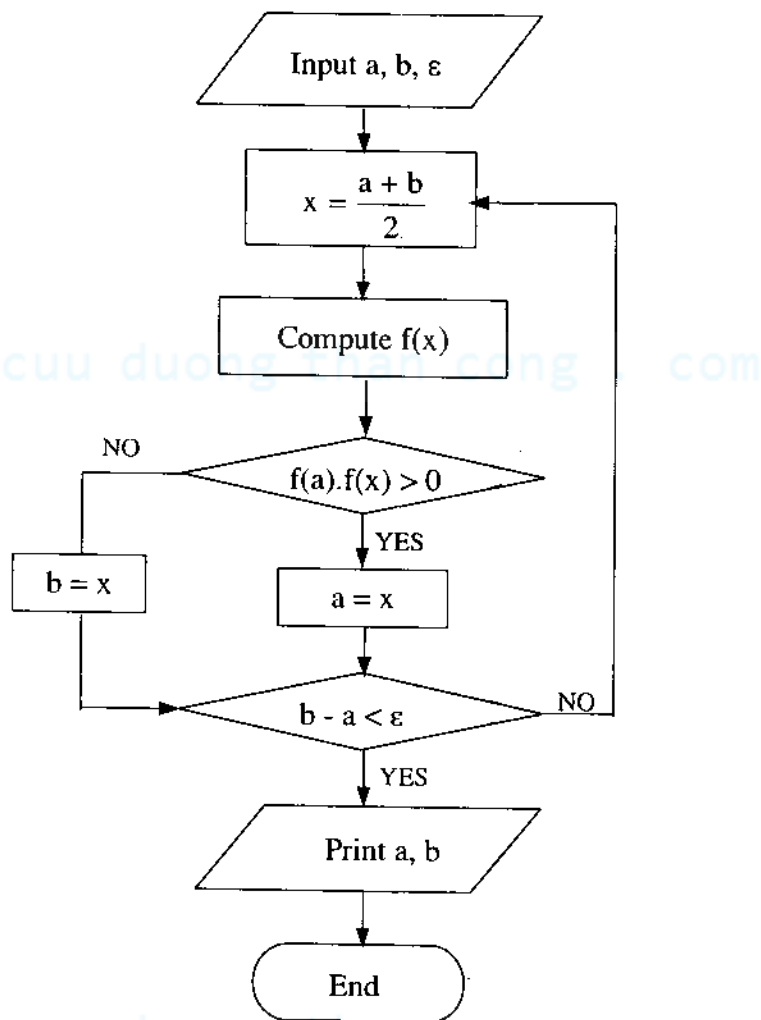 Input a, b, ε
x = a + b / 2
Compute f(x)
cuu duong than cong . com
NO
f(a).f(x) > 0
YES
b = x
a = x
b - a < ε
NO
YES
Print a, b
End